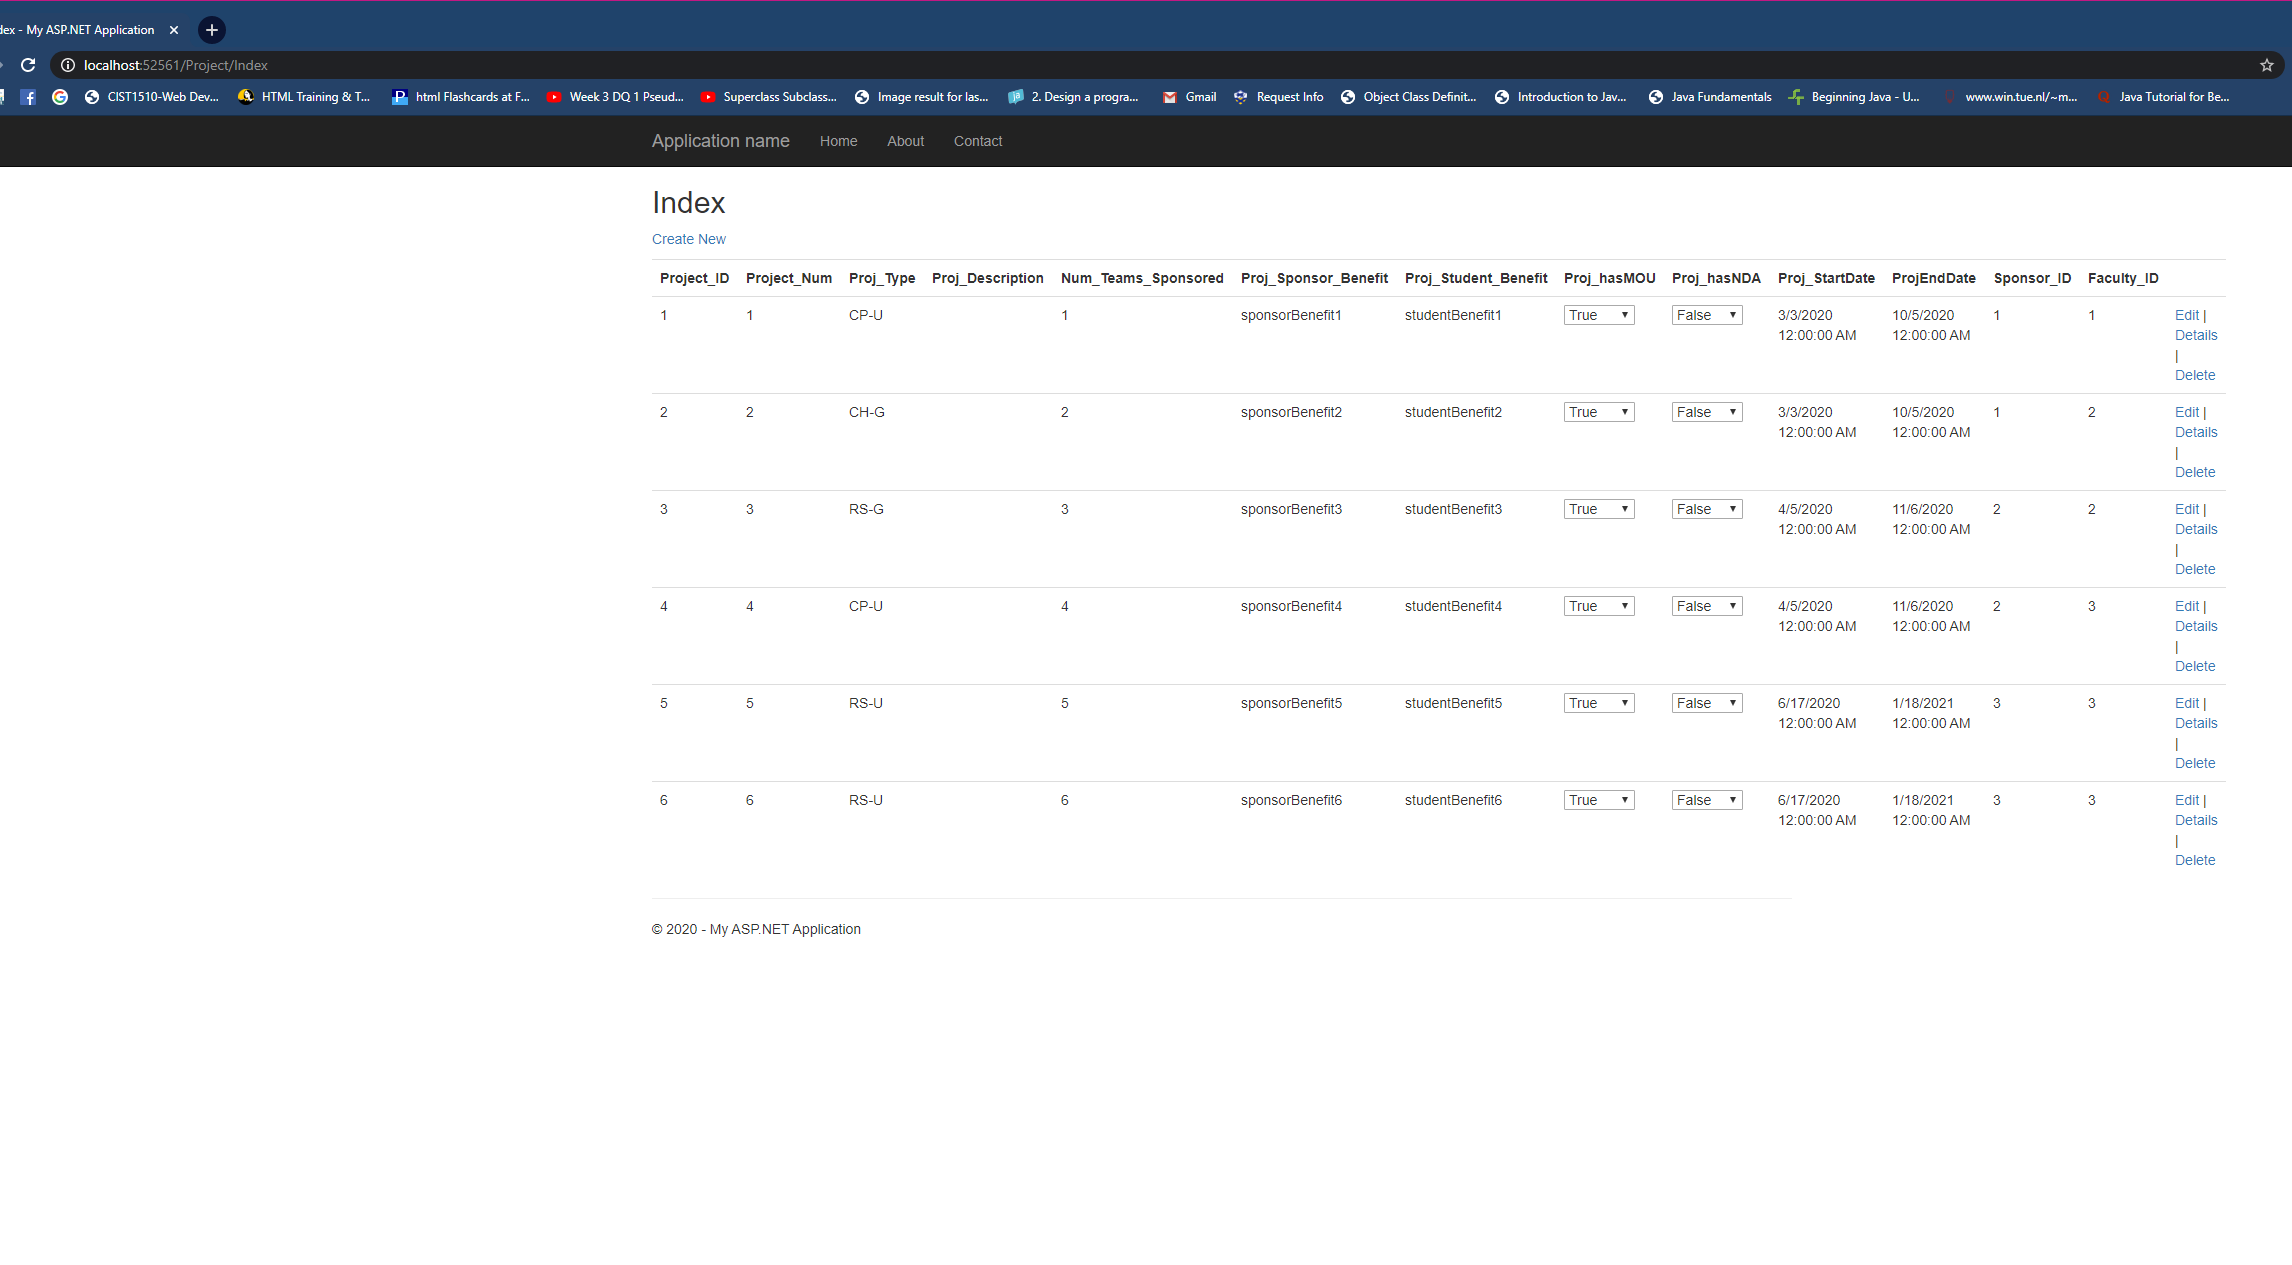 dex - My ASP.NET Application
localhost:52561/Project/Index
CIST1510-Web Dev... HTML Training & T... html Flashcards at F... Week 3 DQ 1 Pseud... Superclass Subclass... Image result for las... 2. Design a progra... Gmail Request Info Object Class Definit... Introduction to Jav... Java Fundamentals Beginning Java - U... www.win.tue.nl/~m... Java Tutorial for Be...
Application name Home About Contact
Index
Create New
Project_ID Project_Num Proj_Type Proj_Description Num_Teams_Sponsored Proj_Sponsor_Benefit Proj_Student_Benefit Proj_hasMOU Proj_hasNDA Proj_StartDate ProjEndDate Sponsor_ID Faculty_ID
1 1 CP-U 1 sponsorBenefit1 studentBenefit1 True False 3/3/2020 10/5/2020 1 1 Edit |
12:00:00 AM 12:00:00 AM Details
|
Delete
2 2 CH-G 2 sponsorBenefit2 studentBenefit2 True False 3/3/2020 10/5/2020 1 2 Edit |
12:00:00 AM 12:00:00 AM Details
|
Delete
3 3 RS-G 3 sponsorBenefit3 studentBenefit3 True False 4/5/2020 11/6/2020 2 2 Edit |
12:00:00 AM 12:00:00 AM Details
|
Delete
4 4 CP-U 4 sponsorBenefit4 studentBenefit4 True False 4/5/2020 11/6/2020 2 3 Edit |
12:00:00 AM 12:00:00 AM Details
|
Delete
5 5 RS-U 5 sponsorBenefit5 studentBenefit5 True False 6/17/2020 1/18/2021 3 3 Edit |
12:00:00 AM 12:00:00 AM Details
|
Delete
6 6 RS-U 6 sponsorBenefit6 studentBenefit6 True False 6/17/2020 1/18/2021 3 3 Edit |
12:00:00 AM 12:00:00 AM Details
|
Delete
© 2020 - My ASP.NET Application